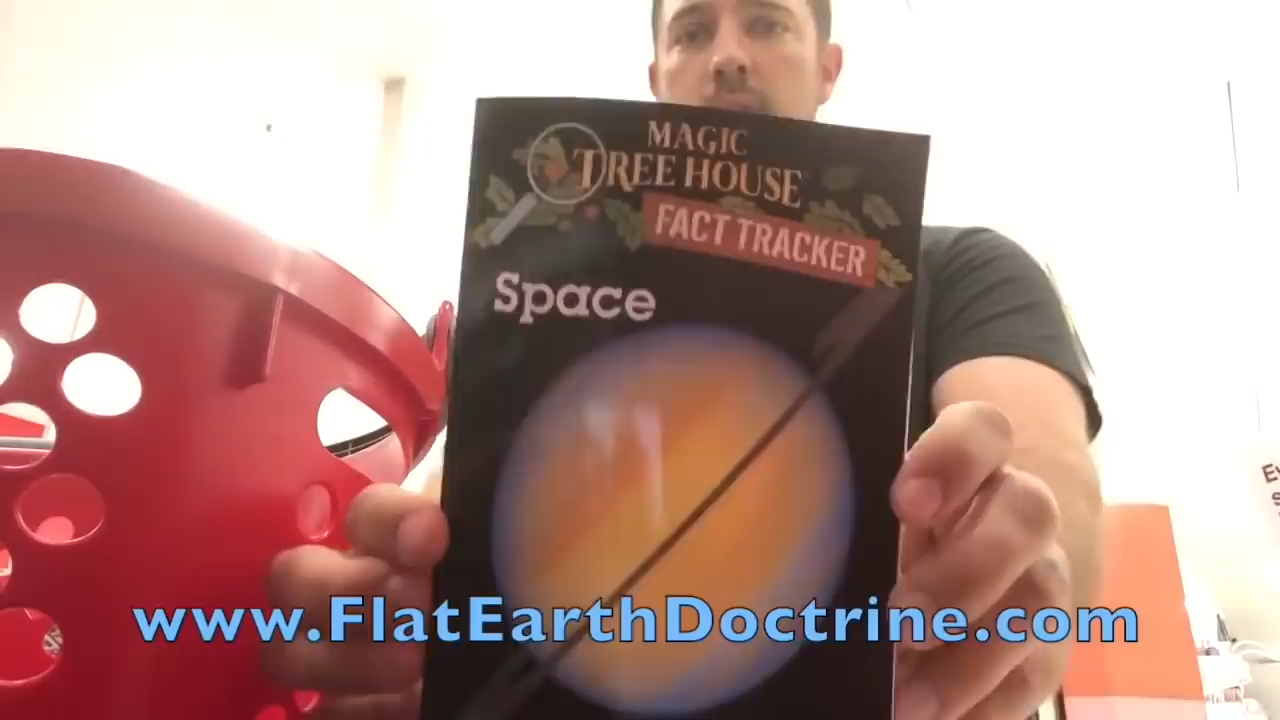 MAGIC
TREE HOUSE
FACT TRACKER
Space
www.FlatEarthDoctrine.com